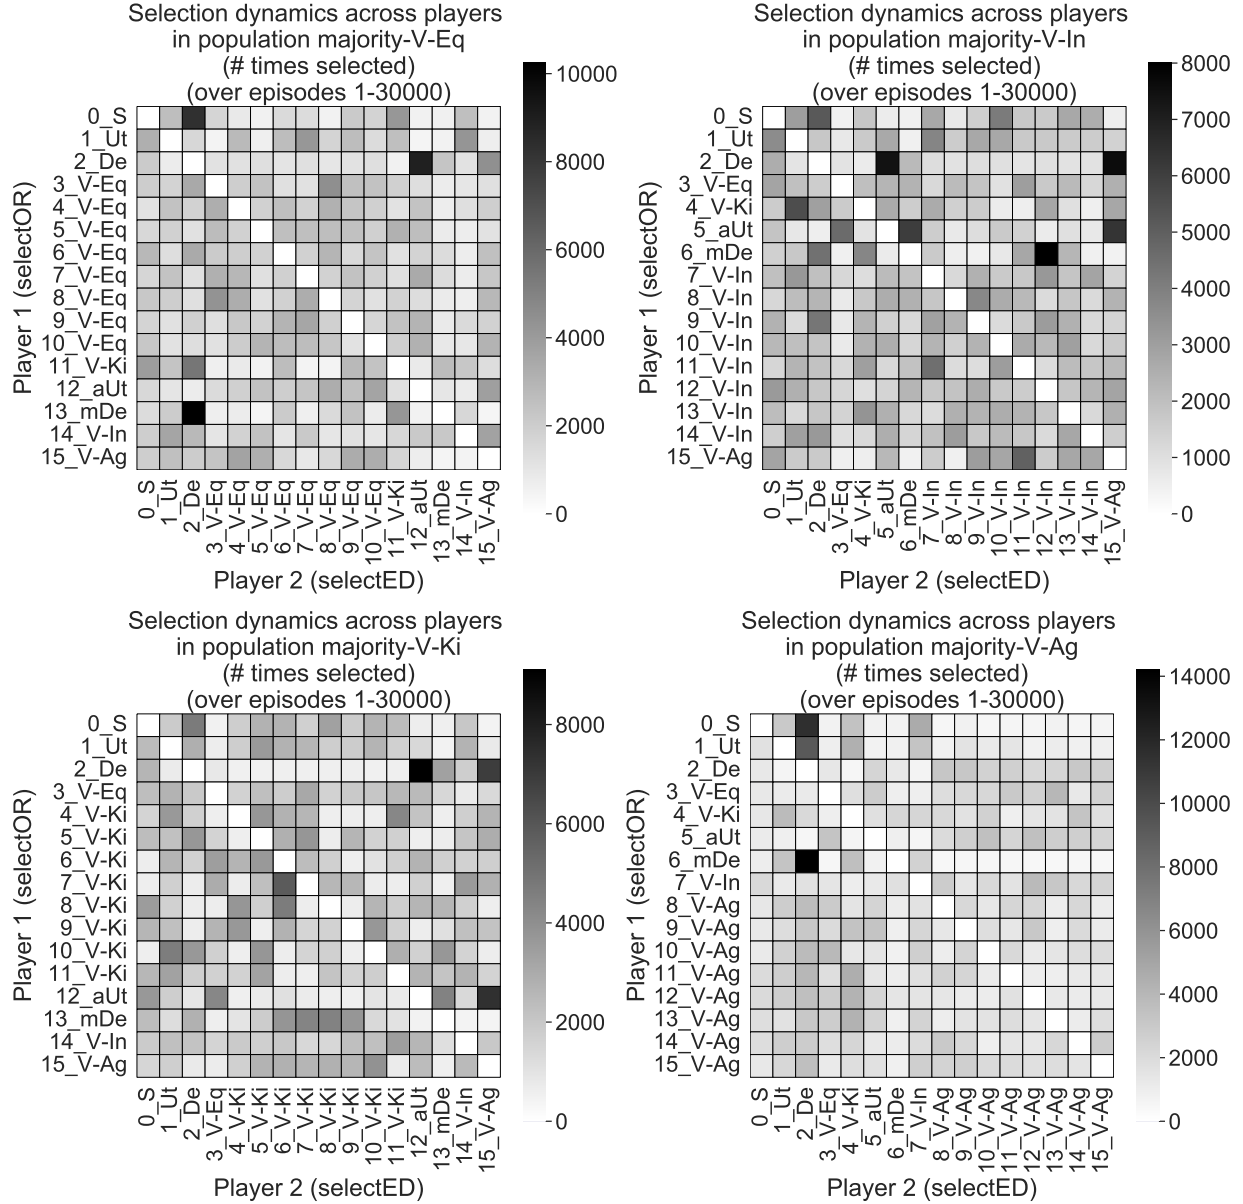 Selection dynamics across players
in population majority-V-Eq
(# times selected)
(over episodes 1-30000)
Player 1 (selectOR)
0_S
1_Ut
2_De
3_V-Eq
4_V-Eq
5_V-Eq
6_V-Eq
7_V-Eq
8_V-Eq
9_V-Eq
10_V-Eq
11_V-Ki
12_aUt
13_mDe
14_V-In
15_V-Ag
0_S
1_Ut
2_De
3_V-Eq
4_V-Eq
5_V-Eq
6_V-Eq
7_V-Eq
8_V-Eq
9_V-Eq
10_V-Eq
11_V-Ki
12_aUt
13_mDe
14_V-In
15_V-Ag
Player 2 (selectED)
10000
8000
6000
4000
2000
0
Selection dynamics across players
in population majority-V-In
(# times selected)
(over episodes 1-30000)
Player 1 (selectOR)
0_S
1_Ut
2_De
3_V-Eq
4_V-Ki
5_aUt
6_mDe
7_V-In
8_V-In
9_V-In
10_V-In
11_V-In
12_V-In
13_V-In
14_V-In
15_V-Ag
0_S
1_Ut
2_De
3_V-Eq
4_V-Ki
5_aUt
6_mDe
7_V-In
8_V-In
9_V-In
10_V-In
11_V-In
12_V-In
13_V-In
14_V-In
15_V-Ag
Player 2 (selectED)
8000
7000
6000
5000
4000
3000
2000
1000
0
Selection dynamics across players
in population majority-V-Ki
(# times selected)
(over episodes 1-30000)
Player 1 (selectOR)
0_S
1_Ut
2_De
3_V-Eq
4_V-Ki
5_V-Ki
6_V-Ki
7_V-Ki
8_V-Ki
9_V-Ki
10_V-Ki
11_V-Ki
12_aUt
13_mDe
14_V-In
15_V-Ag
0_S
1_Ut
2_De
3_V-Eq
4_V-Ki
5_V-Ki
6_V-Ki
7_V-Ki
8_V-Ki
9_V-Ki
10_V-Ki
11_V-Ki
12_aUt
13_mDe
14_V-In
15_V-Ag
Player 2 (selectED)
8000
6000
4000
2000
0
Selection dynamics across players
in population majority-V-Ag
(# times selected)
(over episodes 1-30000)
Player 1 (selectOR)
0_S
1_Ut
2_De
3_V-Eq
4_V-Ki
5_aUt
6_mDe
7_V-In
8_V-Ag
9_V-Ag
10_V-Ag
11_V-Ag
12_V-Ag
13_V-Ag
14_V-Ag
15_V-Ag
0_S
1_Ut
2_De
3_V-Eq
4_V-Ki
5_aUt
6_mDe
7_V-In
8_V-Ag
9_V-Ag
10_V-Ag
11_V-Ag
12_V-Ag
13_V-Ag
14_V-Ag
15_V-Ag
Player 2 (selectED)
14000
12000
10000
8000
6000
4000
2000
0